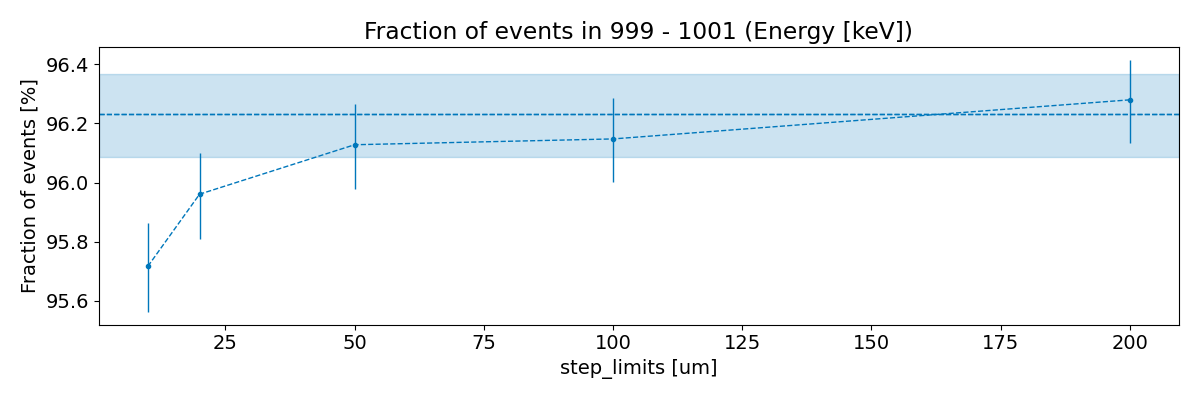 Fraction of events in 999 - 1001 (Energy [keV])
Fraction of events [%]
96.4
96.2
96.0
95.8
95.6
25 50 75 100 125 150 175 200
step_limits [um]